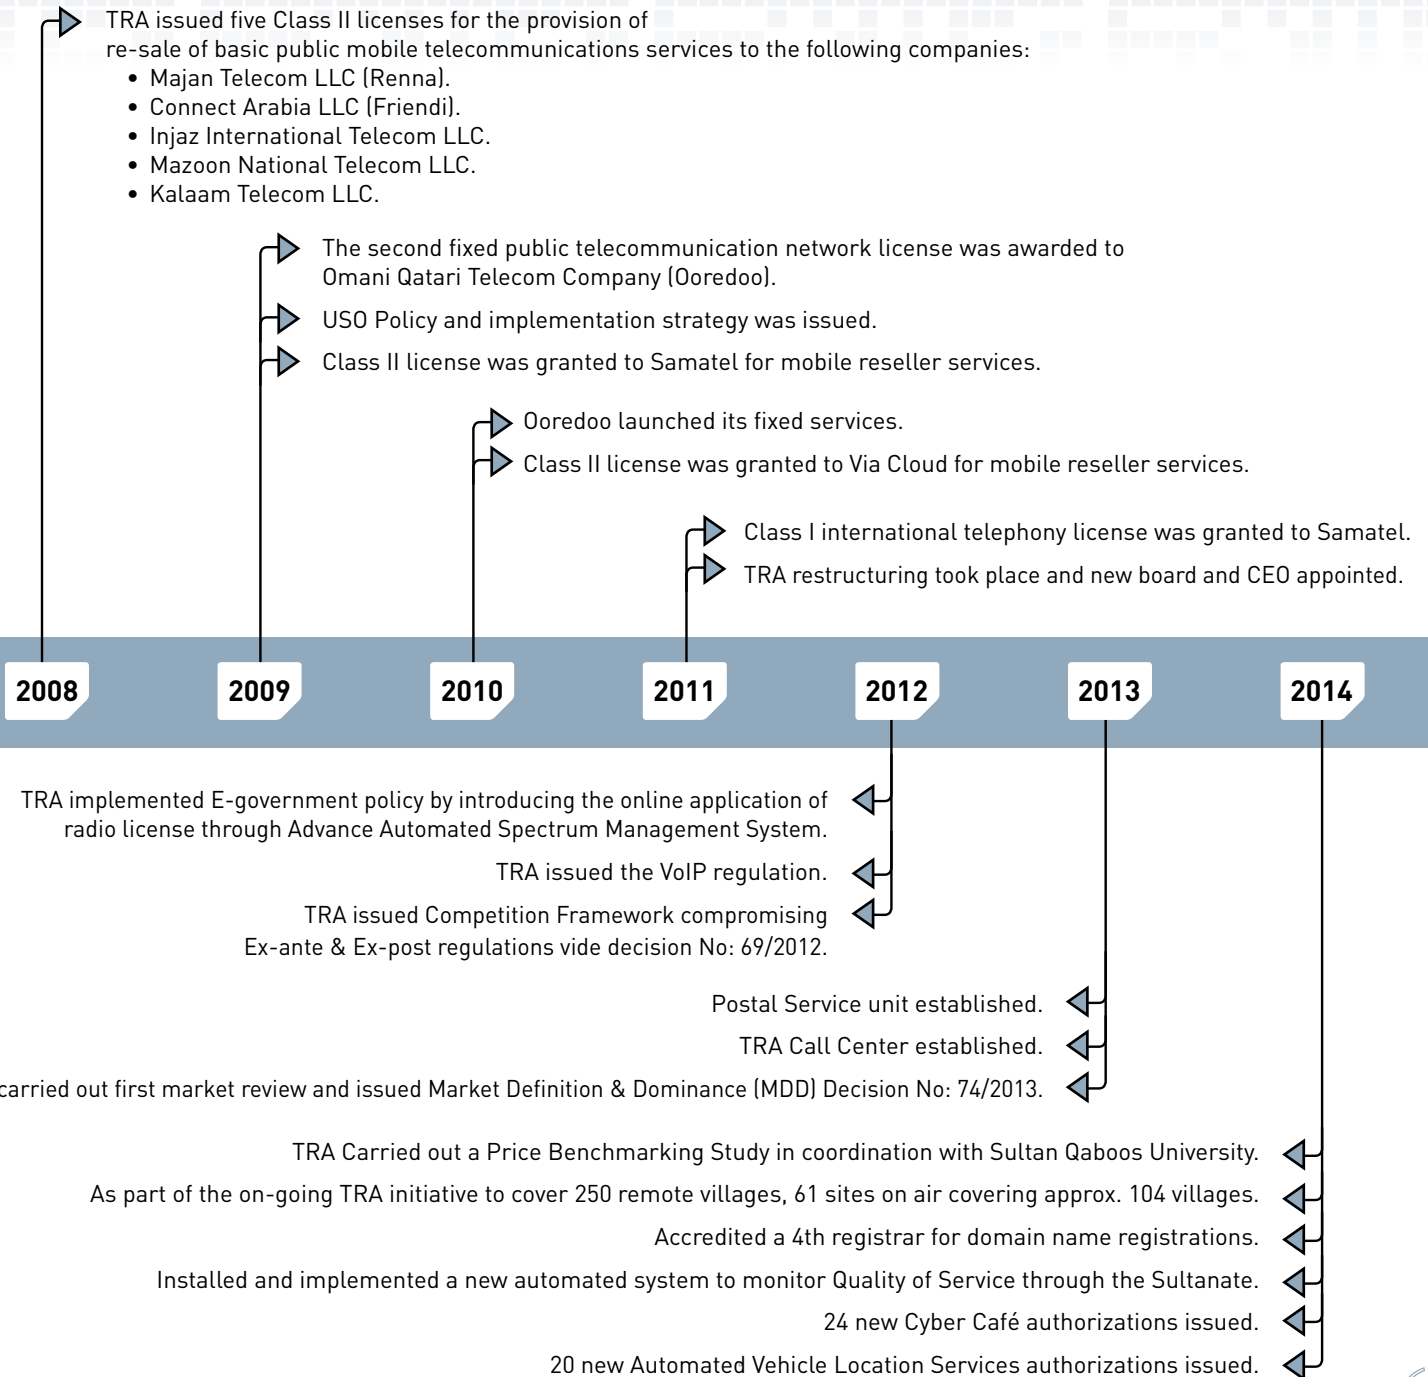 TRA issued five Class II licenses for the provision of
re-sale of basic public mobile telecommunications services to the following companies:
• Majan Telecom LLC (Renna).
• Connect Arabia LLC (Friendi).
• Injaz International Telecom LLC.
• Mazoon National Telecom LLC.
• Kalaam Telecom LLC.
The second fixed public telecommunication network license was awarded to
Omani Qatari Telecom Company (Ooredoo).
USO Policy and implementation strategy was issued.
Class II license was granted to Samatel for mobile reseller services.
Ooredoo launched its fixed services.
Class II license was granted to Via Cloud for mobile reseller services.
Class I international telephony license was granted to Samatel.
TRA restructuring took place and new board and CEO appointed.
2008 2009 2010 2011 2012 2013 2014
TRA implemented E-government policy by introducing the online application of
radio license through Advance Automated Spectrum Management System.
TRA issued the VoIP regulation.
TRA issued Competition Framework compromising
Ex-ante & Ex-post regulations vide decision No: 69/2012.
Postal Service unit established.
TRA Call Center established.
carried out first market review and issued Market Definition & Dominance (MDD) Decision No: 74/2013.
TRA Carried out a Price Benchmarking Study in coordination with Sultan Qaboos University.
As part of the on-going TRA initiative to cover 250 remote villages, 61 sites on air covering approx. 104 villages.
Accredited a 4th registrar for domain name registrations.
Installed and implemented a new automated system to monitor Quality of Service through the Sultanate.
24 new Cyber Café authorizations issued.
20 new Automated Vehicle Location Services authorizations issued.